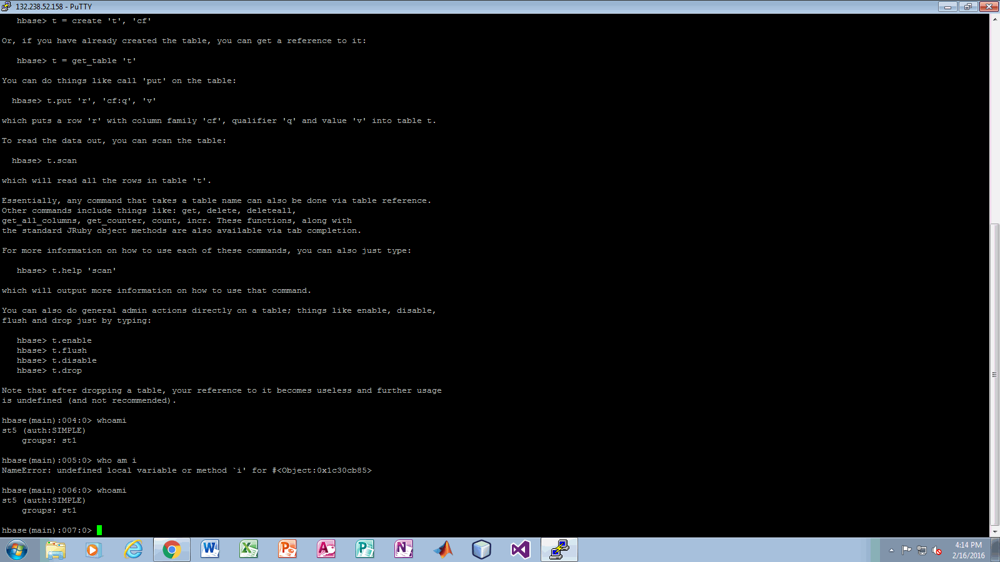 132.238.52.158 - PuTTY
hbase> t = create 't', 'cf'
Or, if you have already created the table, you can get a reference to it:
hbase> t = get_table 't'
You can do things like call 'put' on the table:
hbase> t.put 'r', 'cf:q', 'v'
which puts a row 'r' with column family 'cf', qualifier 'q' and value 'v' into table t.
To read the data out, you can scan the table:
hbase> t.scan
which will read all the rows in table 't'.
Essentially, any command that takes a table name can also be done via table reference.
Other commands include things like: get, delete, deleteall,
get_all_columns, get_counter, count, incr. These functions, along with
the standard JRuby object methods are also available via tab completion.
For more information on how to use each of these commands, you can also just type:
hbase> t.help 'scan'
which will output more information on how to use that command.
You can also do general admin actions directly on a table; things like enable, disable,
flush and drop just by typing:
hbase> t.enable
hbase> t.flush
hbase> t.disable
hbase> t.drop
Note that after dropping a table, your reference to it becomes useless and further usage
is undefined (and not recommended).
hbase(main):004:0> whoami
st5 (auth:SIMPLE)
groups: st1
hbase(main):005:0> who am i
NameError: undefined local variable or method `i' for #<Object:0x1c30cb85>
hbase(main):006:0> whoami
st5 (auth:SIMPLE)
groups: st1
hbase(main):007:0>
4:14 PM
2/16/2016